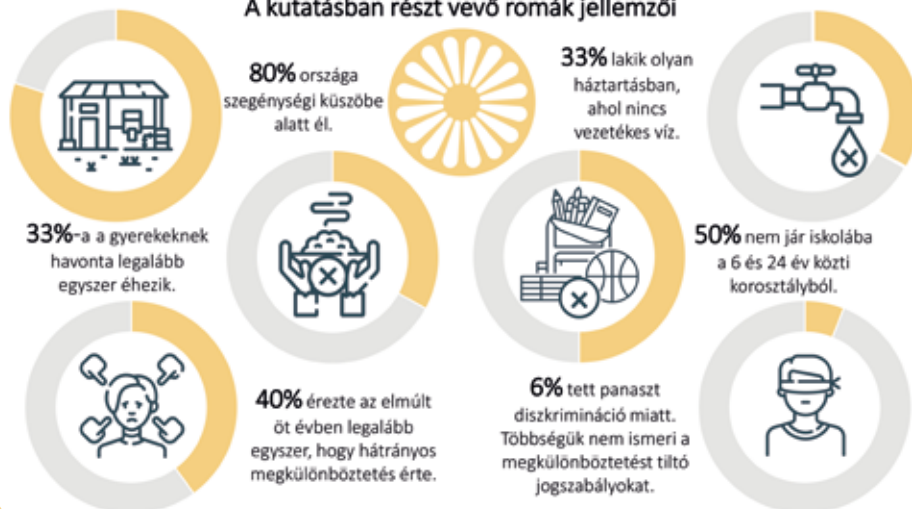 A kutatásban részt vevő romák jellemzői
80% országa
szegénységi küszöbe
alatt él.
33% lakik olyan
háztartásban,
ahol nincs
vezetékes víz.
33%-a a gyerekeknek
havonta legalább
egyszer éhezik.
50% nem jár iskolába
a 6 és 24 év közti
korosztályból.
40% érezte az elmúlt
öt évben legalább
egyszer, hogy hátrányos
megkülönböztetés érte.
6% tett panaszt
diszkrimináció miatt.
Többségük nem ismeri a
megkülönböztetést tiltó
jogszabályokat.